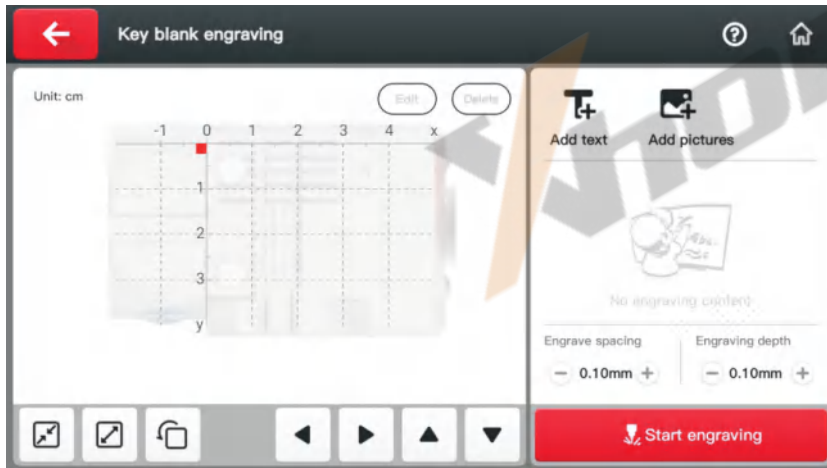 Key blank engraving
Unit: cm
Edit
Delete
-1 0 1 2 3 4 x
1
2
3
y
Add text
Add pictures
No engraving content
Engrave spacing
Engraving depth
0.10mm
0.10mm
Start engraving